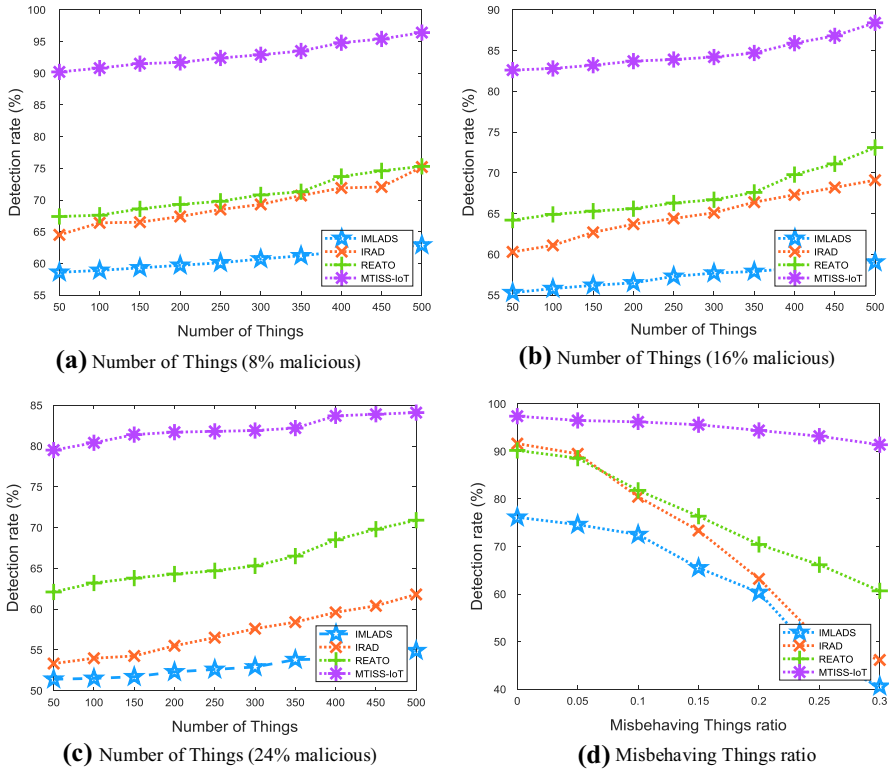 100
95
90
85
80
75
70
65
60
55
Detection rate (%)
50 100 150 200 250 300 350 400 450 500
Number of Things
IMLADS
IRAD
REATO
MTISS-IoT
(a) Number of Things (8% malicious)
90
85
80
75
70
65
60
55
Detection rate (%)
50 100 150 200 250 300 350 400 450 500
Number of Things
IMLADS
IRAD
REATO
MTISS-IoT
(b) Number of Things (16% malicious)
85
80
75
70
65
60
55
50
Detection rate (%)
50 100 150 200 250 300 350 400 450 500
Number of Things
IMLADS
IRAD
REATO
MTISS-IoT
(c) Number of Things (24% malicious)
100
90
80
70
60
50
40
Detection rate (%)
0 0.05 0.1 0.15 0.2 0.25 0.3
Misbehaving Things ratio
IMLADS
IRAD
REATO
MTISS-IoT
(d) Misbehaving Things ratio